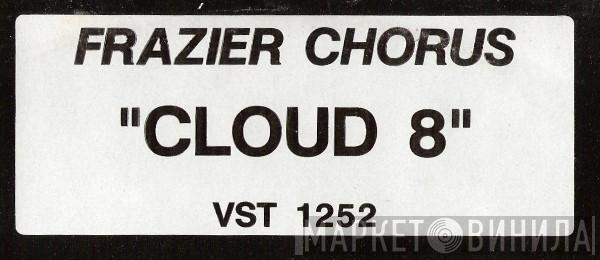 FRAZIER CHORUS
"CLOUD 8"
VST 1252
МАРКЕТ ВИНИЛА